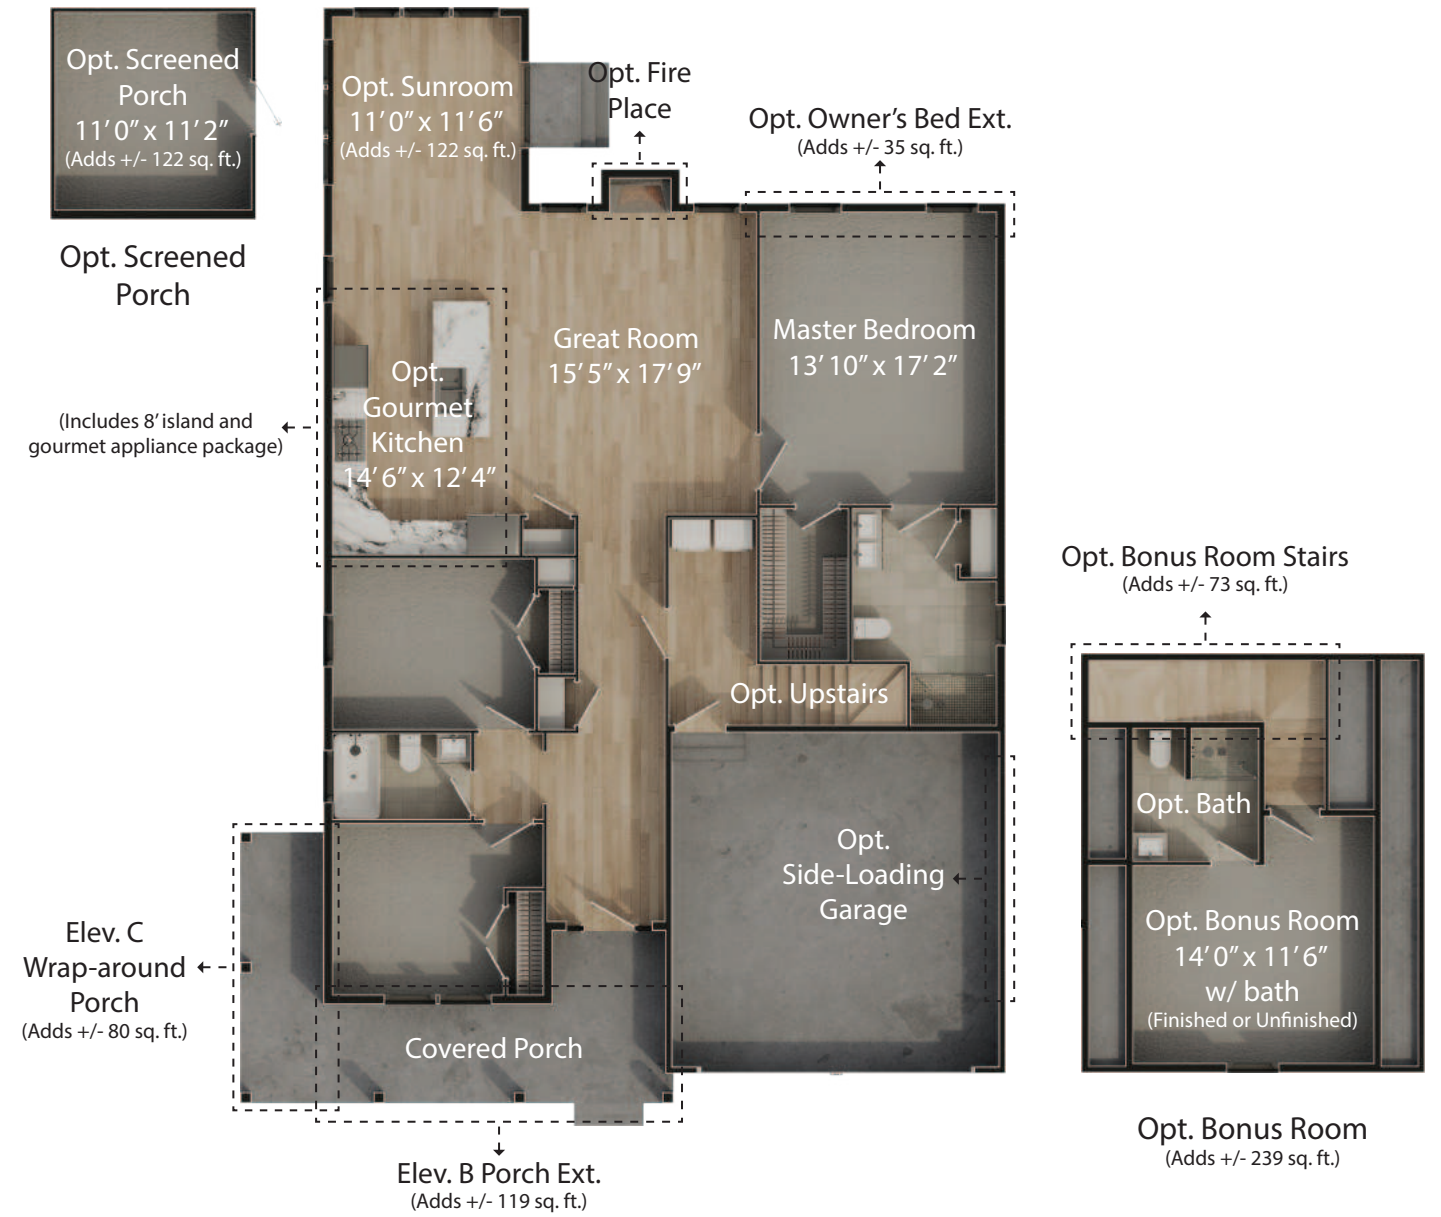 Opt. Screened
Porch
11’ 0” x 11’ 2”
(Adds +/- 122 sq. ft.)
Opt. Screened
Porch
Opt. Sunroom
11’ 0” x 11’ 6”
(Adds +/- 122 sq. ft.)
Opt. Fire
Place
Opt. Owner’s Bed Ext.
(Adds +/- 35 sq. ft.)
Great Room
15’ 5” x 17’ 9”
Master Bedroom
13’ 10” x 17’ 2”
Opt.
Gourmet
Kitchen
14’ 6” x 12’ 4”
(Includes 8’ island and
gourmet appliance package)
Opt. Upstairs
Opt. Bonus Room Stairs
(Adds +/- 73 sq. ft.)
Opt. Bath
Opt. Bonus Room
14’ 0” x 11’ 6”
w/ bath
(Finished or Unfinished)
Opt. Bonus Room
(Adds +/- 239 sq. ft.)
Opt.
Side-Loading
Garage
Elev. C
Wrap-around
Porch
(Adds +/- 80 sq. ft.)
Covered Porch
Elev. B Porch Ext.
(Adds +/- 119 sq. ft.)